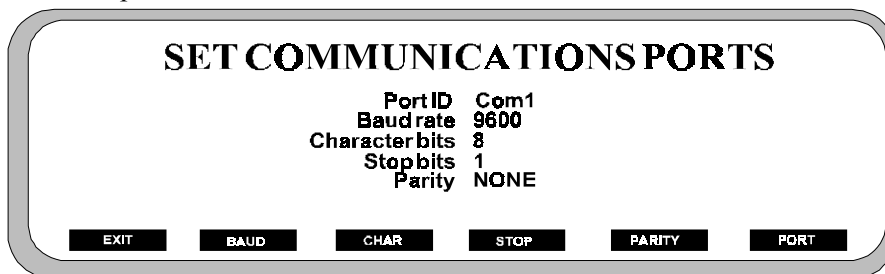 SET COMMUNICATIONS PORTS
Port ID Com1
Baud rate 9600
Character bits 8
Stop bits 1
Parity NONE
EXIT BAUD CHAR STOP PARITY PORT